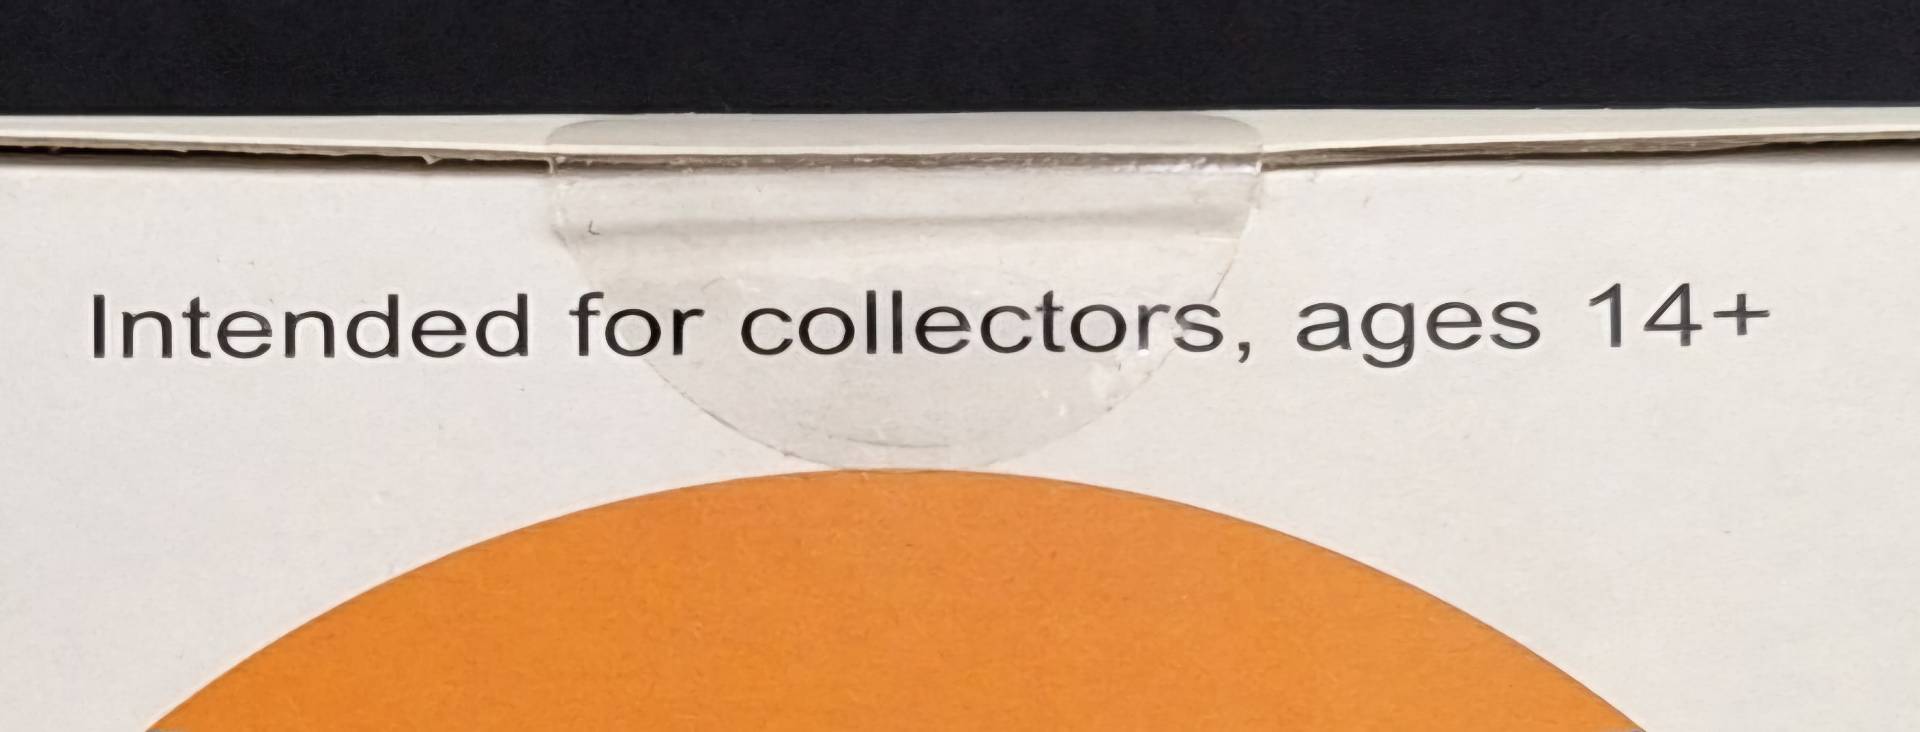 Intended for collectors, ages 14+